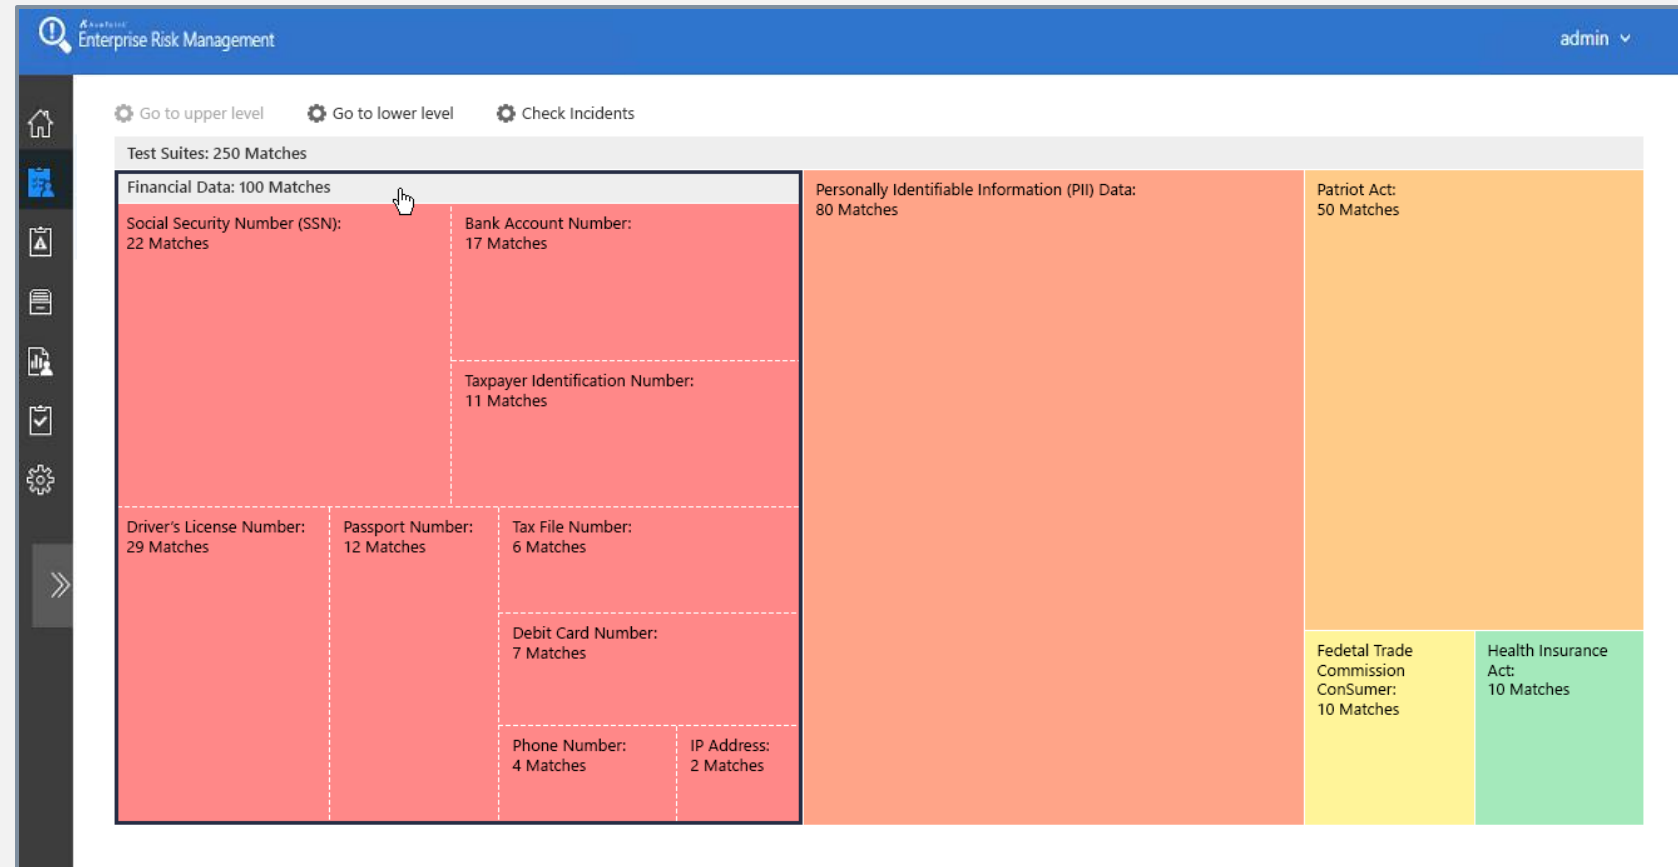 AvePoint
Enterprise Risk Management
admin
Go to upper level
Go to lower level
Check Incidents
Test Suites: 250 Matches
Financial Data: 100 Matches
Social Security Number (SSN):
22 Matches
Bank Account Number:
17 Matches
Taxpayer Identification Number:
11 Matches
Driver's License Number:
29 Matches
Passport Number:
12 Matches
Tax File Number:
6 Matches
Debit Card Number:
7 Matches
Phone Number:
4 Matches
IP Address:
2 Matches
Personally Identifiable Information (PII) Data:
80 Matches
Patriot Act:
50 Matches
Fedetal Trade
Commission
ConSumer:
10 Matches
Health Insurance
Act:
10 Matches